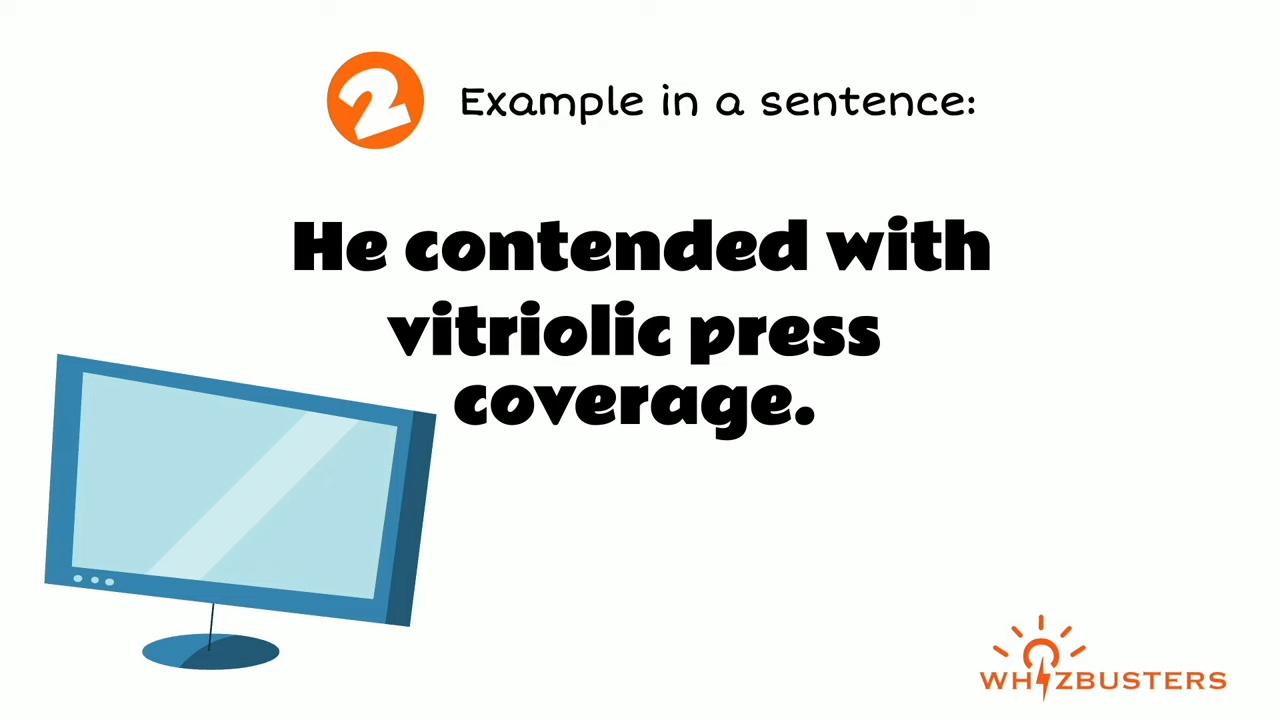 2
Example in a sentence:
He contended with
vitriolic press
coverage.
WHIZBUSTERS